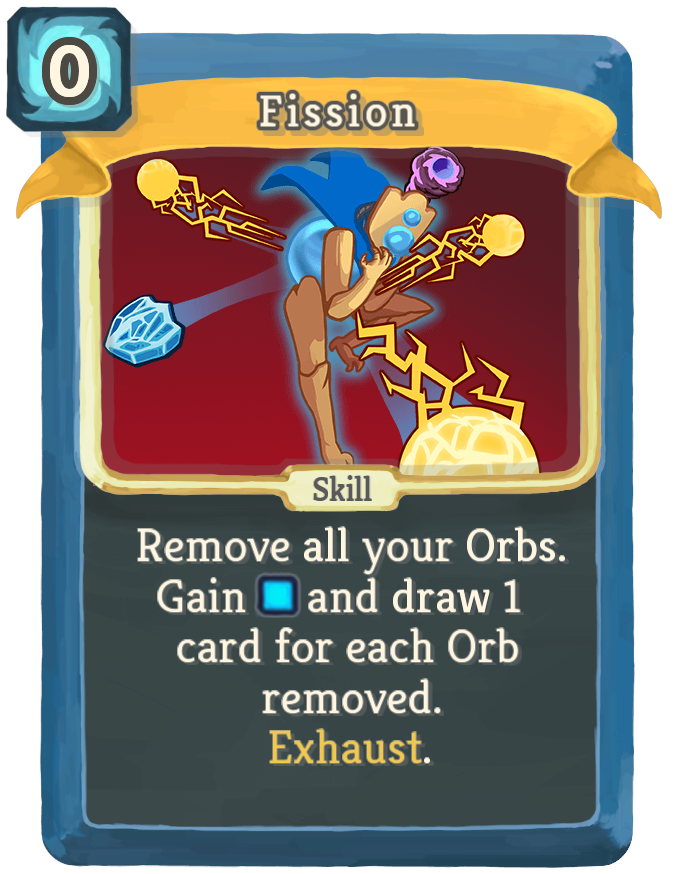 0
Fission
Skill
Remove all your Orbs.
Gain and draw 1
card for each Orb
removed.
Exhaust.